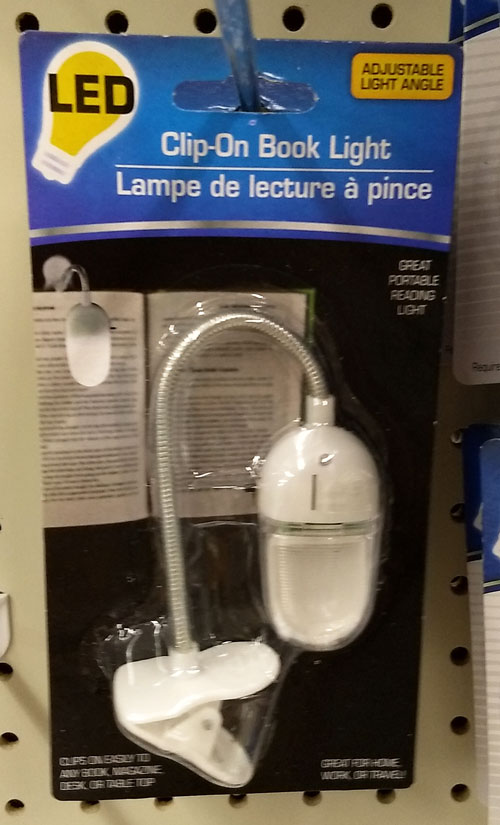 LED
ADJUSTABLE
LIGHT ANGLE
Clip-On Book Light
Lampe de lecture à pince
GREAT
PORTABLE
READING
LIGHT
Require
CLIPS ON EASILY TO
ANY BOOK, MAGAZINE,
DESK, OR TABLE TOP
GREAT FOR HOME,
WORK, OR TRAVEL!